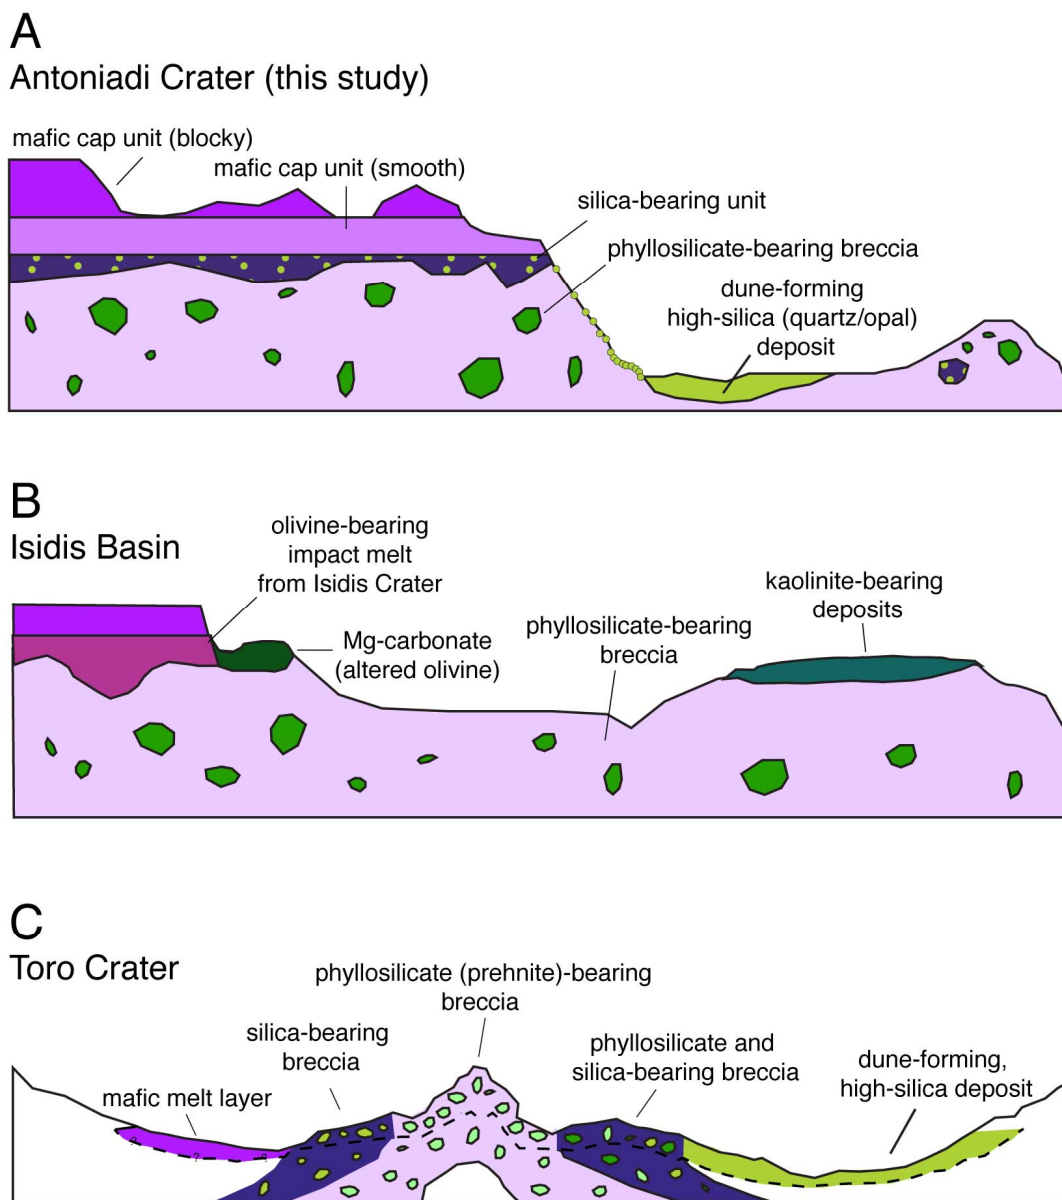 A
Antoniadi Crater (this study)
mafic cap unit (blocky)
mafic cap unit (smooth)
silica-bearing unit
phyllosilicate-bearing breccia
dune-forming
high-silica (quartz/opal)
deposit
B
Isidis Basin
olivine-bearing
impact melt
from Isidis Crater
Mg-carbonate
(altered olivine)
phyllosilicate-bearing
breccia
kaolinite-bearing
deposits
C
Toro Crater
phyllosilicate (prehnite)-bearing
breccia
silica-bearing
breccia
mafic melt layer
phyllosilicate and
silica-bearing breccia
dune-forming,
high-silica deposit
? ? ?